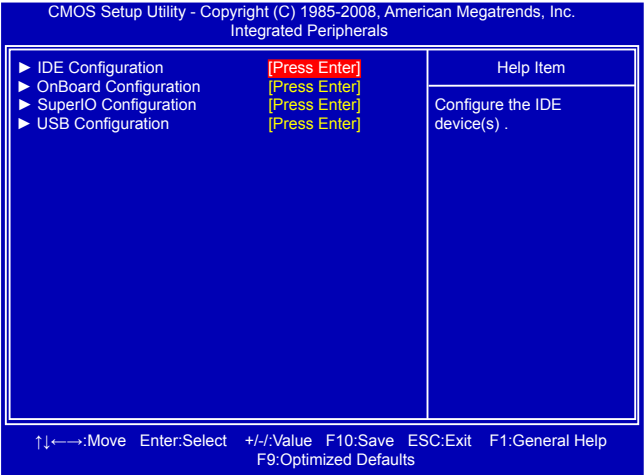 CMOS Setup Utility - Copyright (C) 1985-2008, American Megatrends, Inc.
Integrated Peripherals
► IDE Configuration [Press Enter]
► OnBoard Configuration [Press Enter]
► SuperIO Configuration [Press Enter]
► USB Configuration [Press Enter]
Help Item
Configure the IDE
device(s) .
↑↓←→:Move Enter:Select +/-/:Value F10:Save ESC:Exit F1:General Help
F9:Optimized Defaults